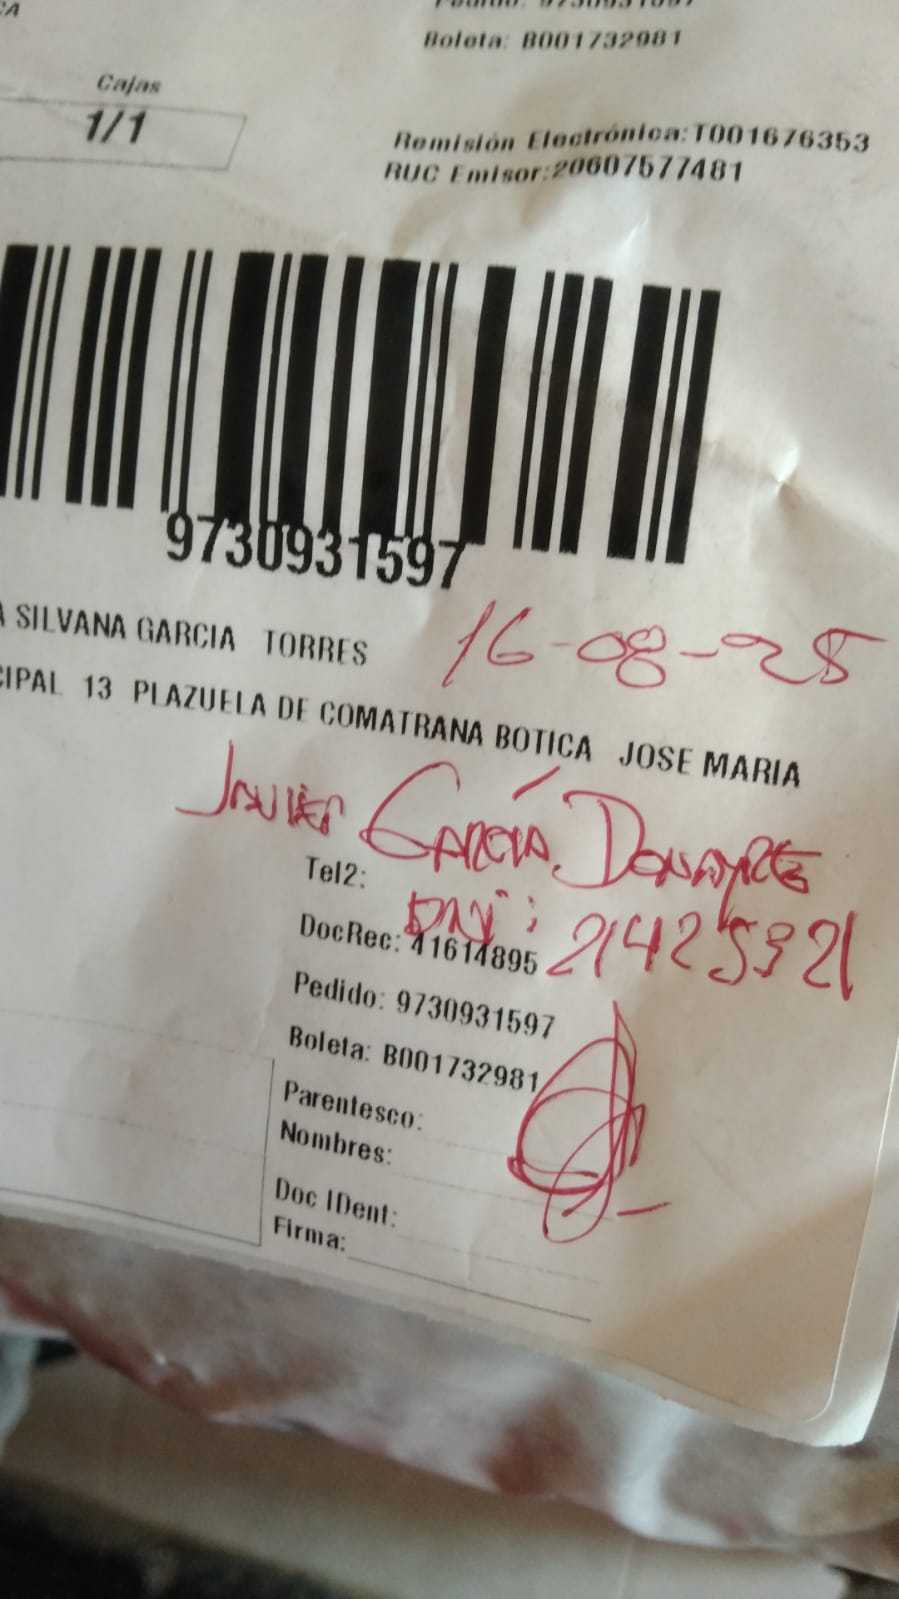 Pedido: 9730931597
Boleta: B001732981
Cajas
1/1
Remisión Electrónica:T001676353
RUC Emisor:20607577481
9730931597
SILVANA GARCIA TORRES
16-08-25
CIPAL 13 PLAZUELA DE COMATRANA BOTICA JOSE MARIA
Javier García Donayre
Tel2:
DNI: 21425321
DocRec: 41614895
Pedido: 9730931597
Boleta: B001732981
Parentesco:
Nombres:
Doc IDent:
Firma: